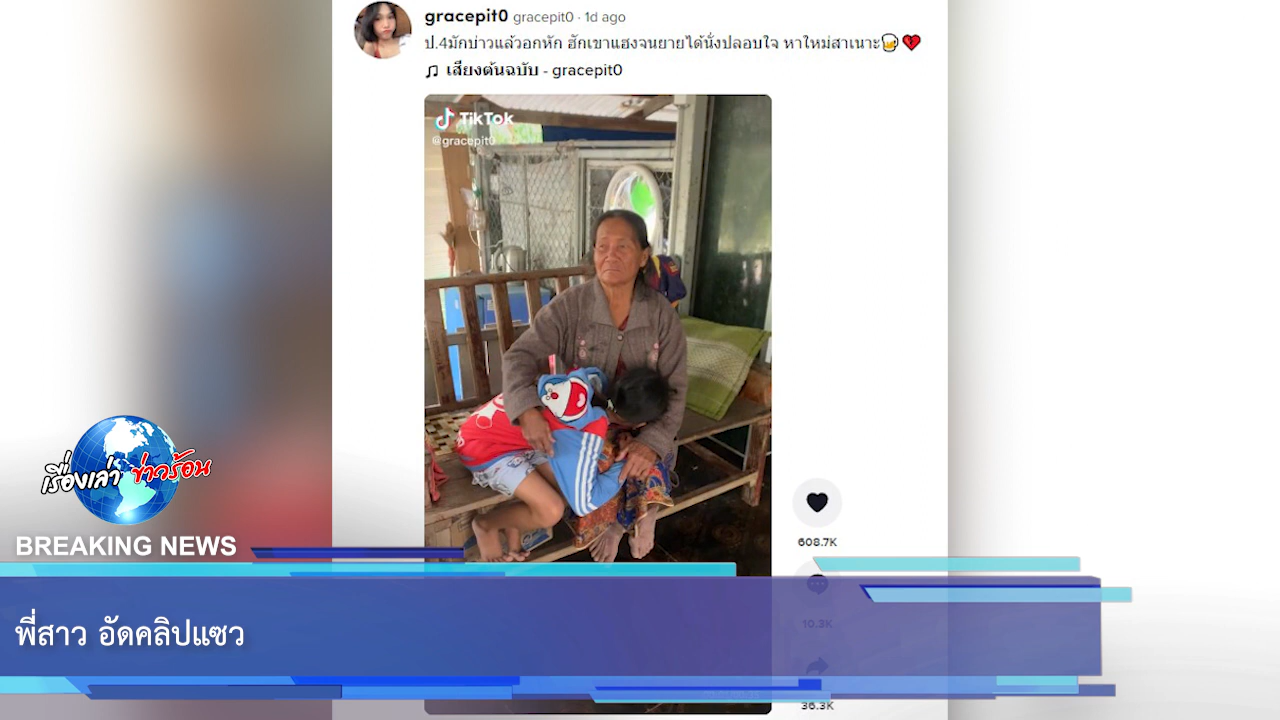 gracepit0 gracepit0 · 1d ago
ป.4มักบ่าวแล้วอกหัก ฮักเขาแฮงจนยายได้นั่งปลอบใจ หาใหม่สาเนาะ🍺💔
เสียงต้นฉบับ - gracepit0
TikTok
@gracepit0
608.7K
เรื่องเล่า ข่าวร้อน
BREAKING NEWS
พี่สาว อัดคลิปแซว
10.3K
36.3K